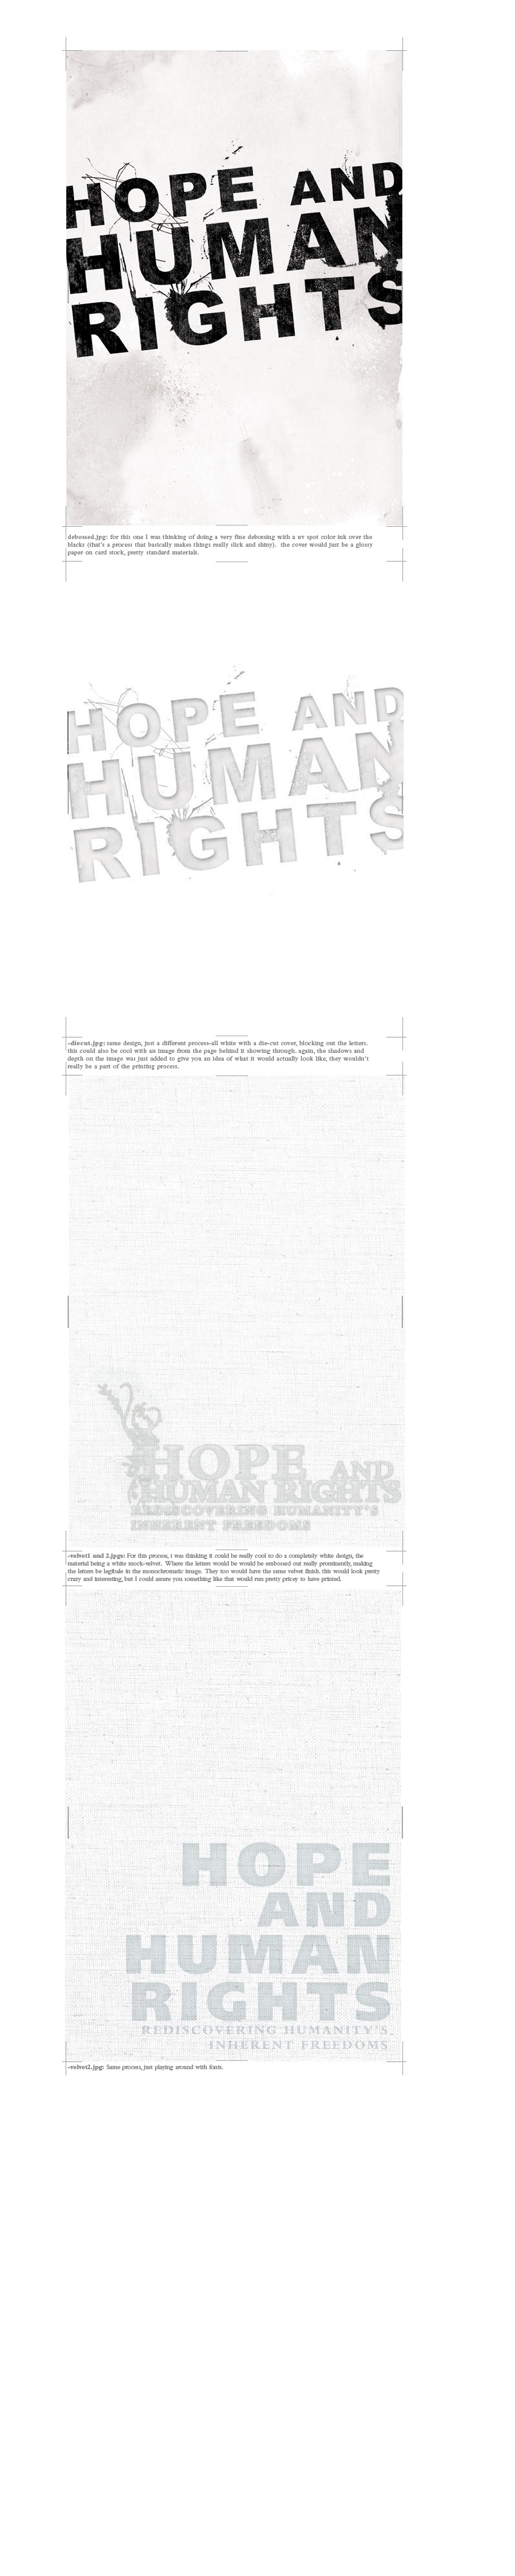 HOPE AND
HUMAN
RIGHTS
debossed.jpg: for this one I was thinking of doing a very fine debossing with a uv spot color ink over the
blacks (that's a process that basically makes things really slick and shiny). the cover would just be a glossy
paper on card stock, pretty standard materials.
HOPE AND
HUMAN
RIGHTS
-diecut.jpg: same design, just a different process-all white with a die-cut cover, blocking out the letters.
this could also be cool with an image from the page behind it showing through. again, the shadows and
depth on the image was just added to give you an idea of what it would actually look like, they wouldn't
really be a part of the printing process.
HOPE AND
HUMAN RIGHTS
REDISCOVERING HUMANITY'S
INHERENT FREEDOMS
-velvet1 and 2.jpgs: For this process, i was thinking it could be really cool to do a completely white design, the
material being a white mock-velvet. Where the letters would be would be embossed out really prominently, making
the letters be legibale in the monochromatic image. They too would have the same velvet finish. this would look pretty
crazy and interesting, but I could assure you something like that would run pretty pricey to have printed.
HOPE
AND
HUMAN
RIGHTS
REDISCOVERING HUMANITY'S
INHERENT FREEDOMS
-velvet2.jpg: Same process, just playing around with fonts.